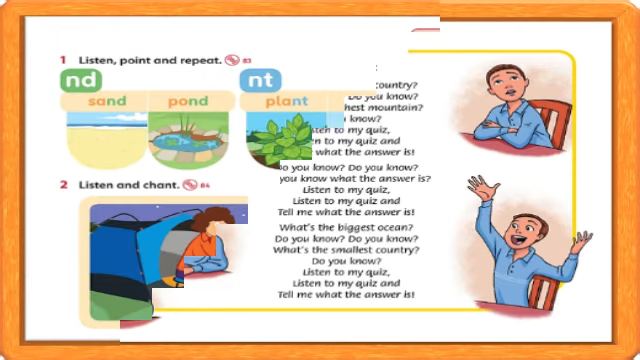 1 Listen, point and repeat. 83
nd
nt
sand
pond
plant
country?
Do you know?
hest mountain?
know?
ten to my quiz,
en to my quiz and
e what the answer is!
Do you know? Do you know?
you know what the answer is?
Listen to my quiz,
Listen to my quiz and
Tell me what the answer is!
2 Listen and chant. 84
What's the biggest ocean?
Do you know? Do you know?
What's the smallest country?
Do you know?
Listen to my quiz,
Listen to my quiz and
Tell me what the answer is!